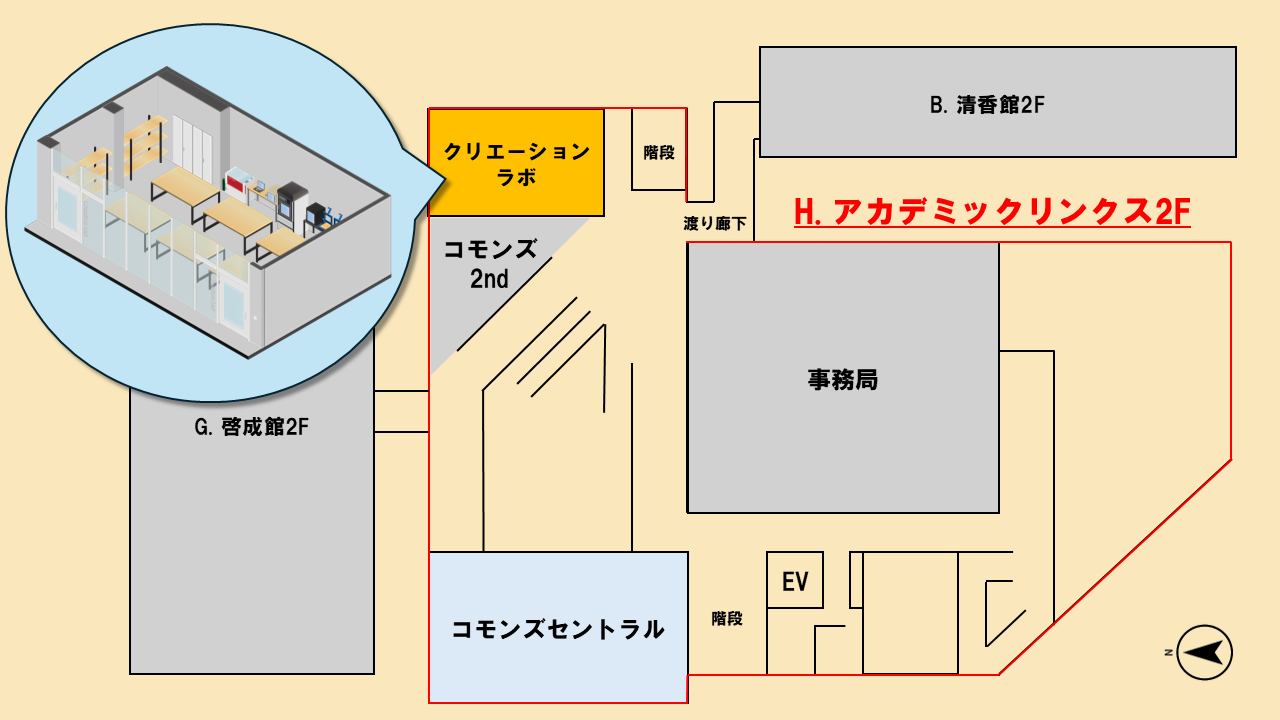 B. 清香館2F
クリエーション
ラボ
階段
渡り廊下
H. アカデミックリンクス2F
コモンズ
2nd
事務局
G. 啓成館2F
EV
コモンズセントラル
階段
N